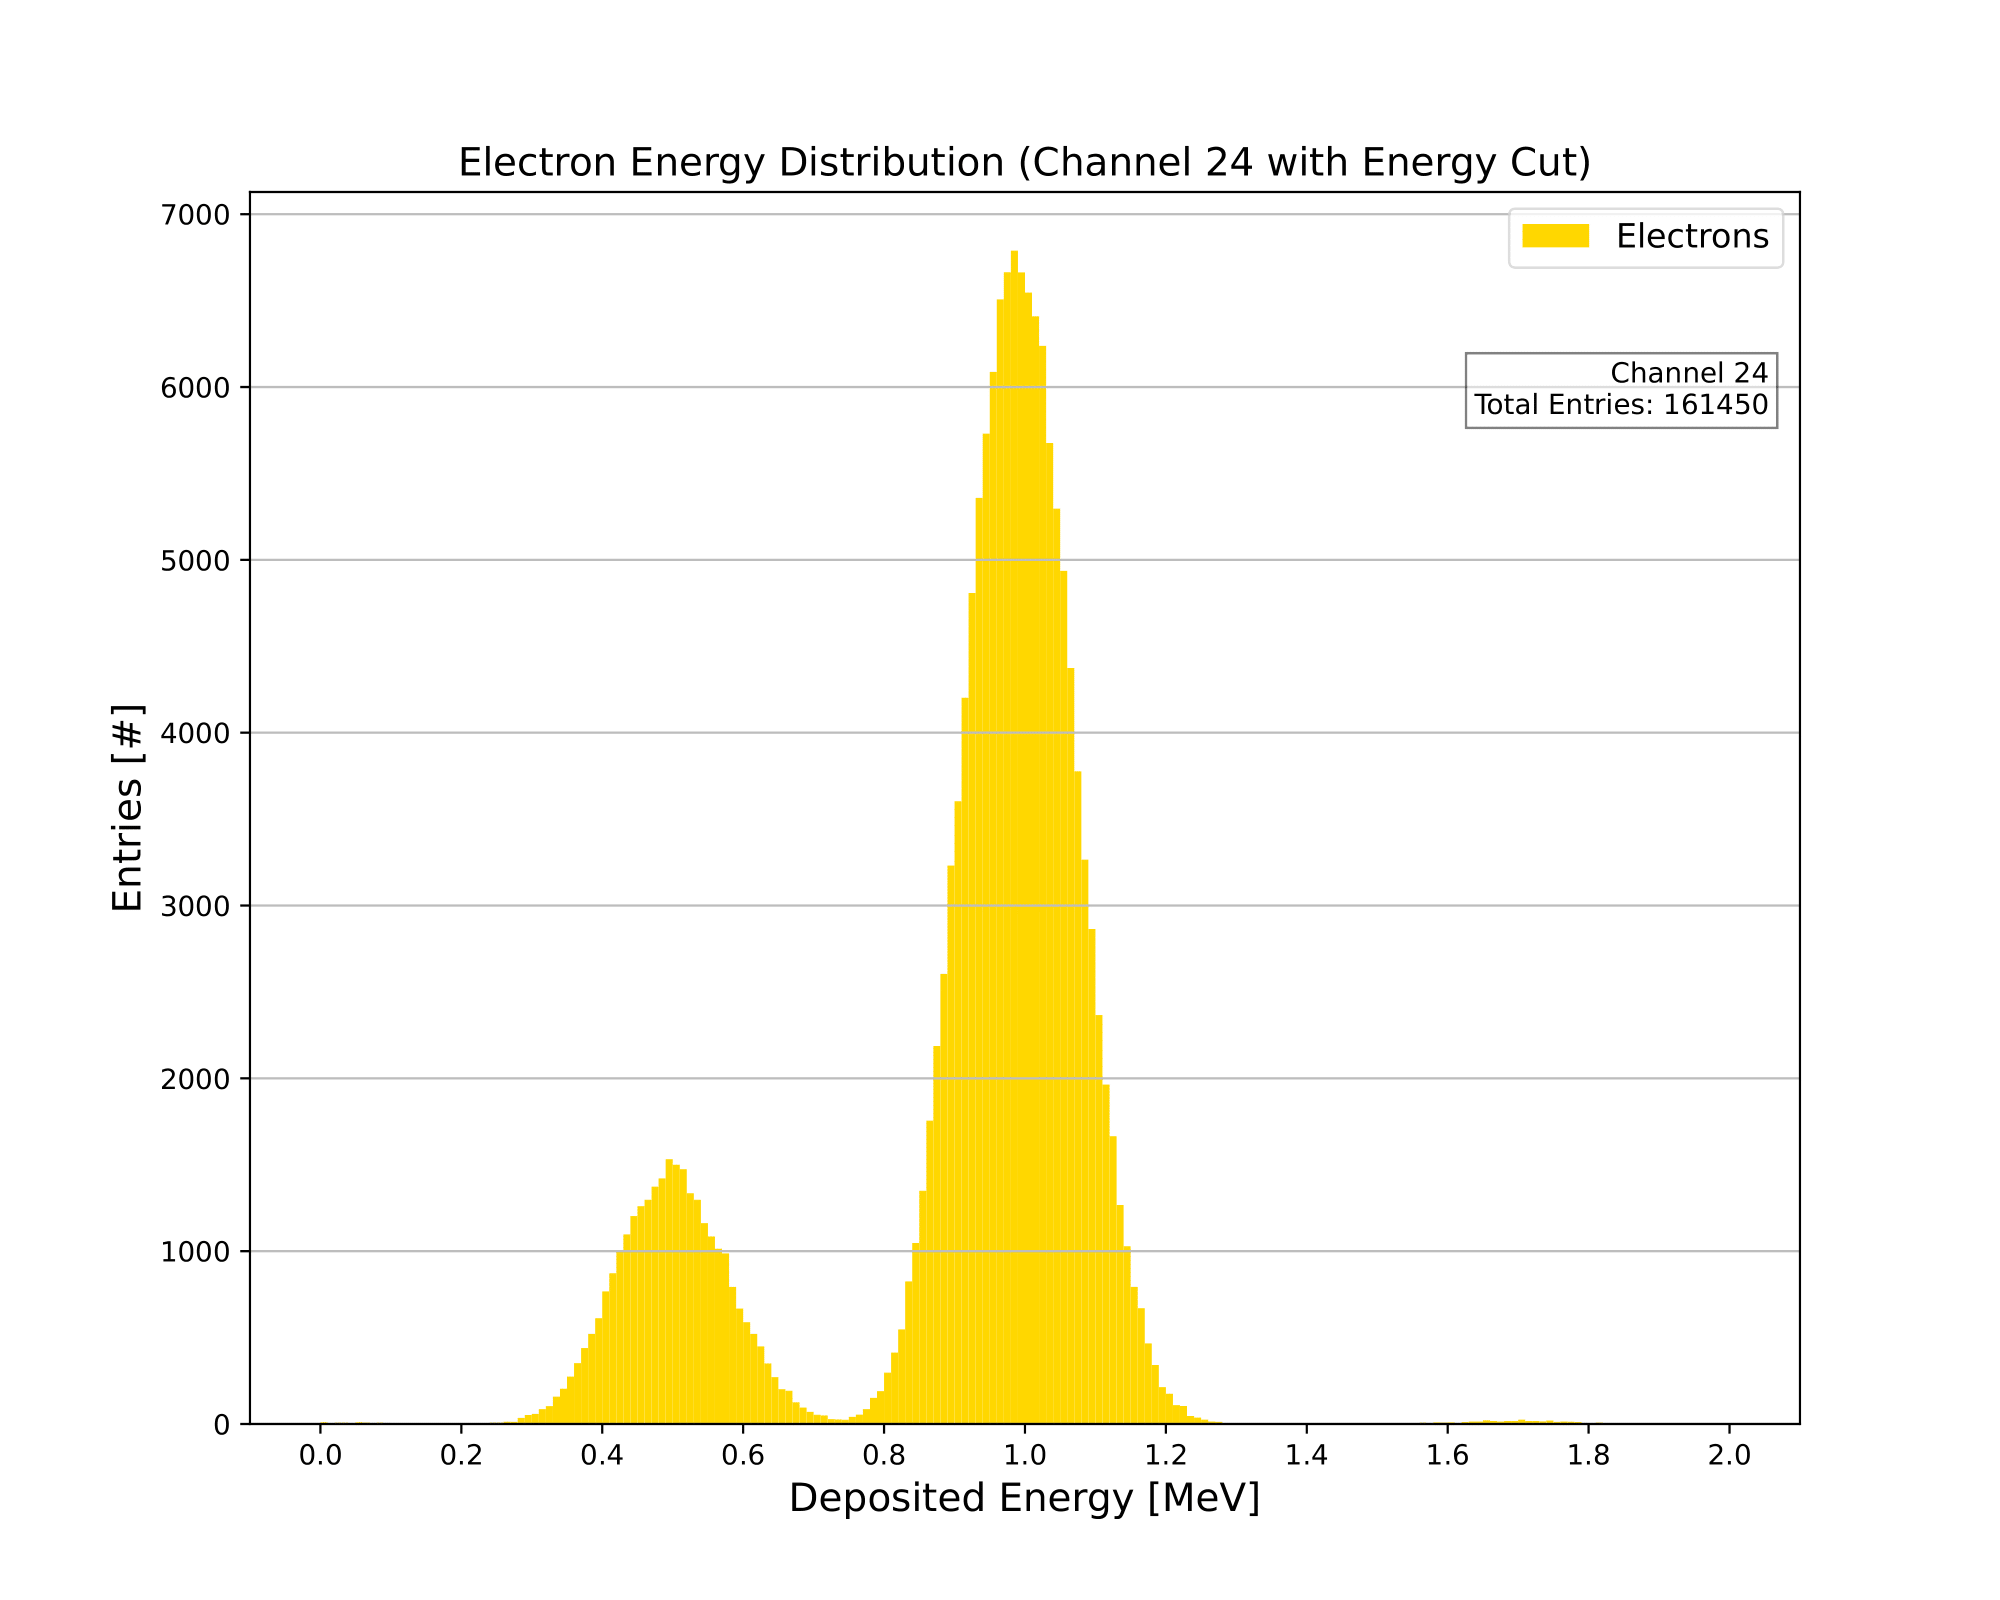 Electron Energy Distribution (Channel 24 with Energy Cut)
7000
6000
5000
4000
3000
2000
1000
0
Entries [#]
Electrons
Channel 24
Total Entries: 161450
0.0 0.2 0.4 0.6 0.8 1.0 1.2 1.4 1.6 1.8 2.0
Deposited Energy [MeV]